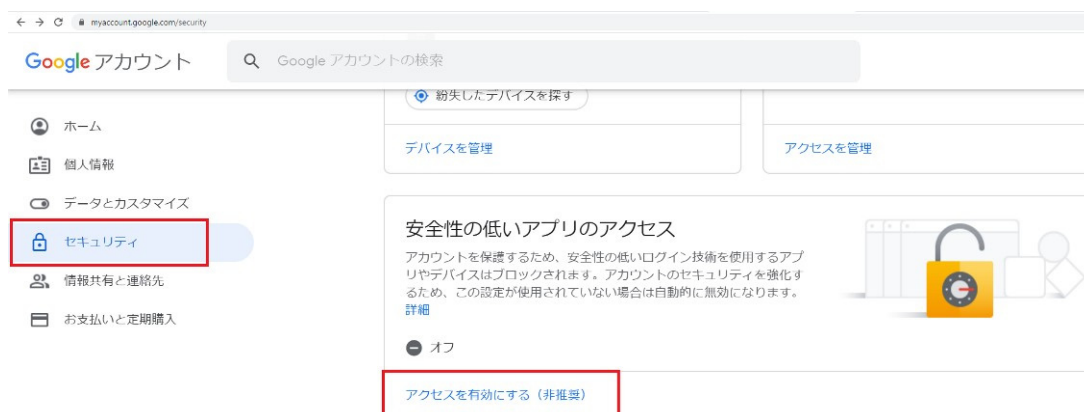 myaccount.google.com/security
Google アカウント
Google アカウントの検索
紛失したデバイスを探す
ホーム
個人情報
データとカスタマイズ
セキュリティ
情報共有と連絡先
お支払いと定期購入
デバイスを管理
アクセスを管理
安全性の低いアプリのアクセス
アカウントを保護するため、安全性の低いログイン技術を使用するアプ
リやデバイスはブロックされます。アカウントのセキュリティを強化す
るため、この設定が使用されていない場合は自動的に無効になります。
詳細
オフ
アクセスを有効にする（非推奨）